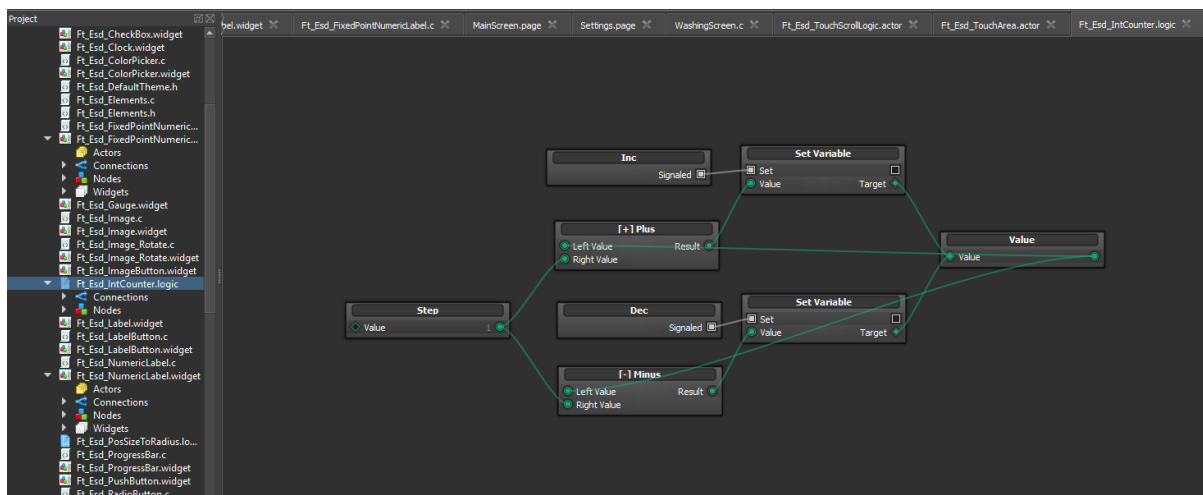 Project
bel.widget
Ft_Esd_FixedPointNumericLabel.c
MainScreen.page
Settings.page
WashingScreen.c
Ft_Esd_TouchScrollLogic.actor
Ft_Esd_TouchArea.actor
Ft_Esd_IntCounter.logic
Ft_Esd_CheckBox.widget
Ft_Esd_Clock.widget
Ft_Esd_ColorPicker.c
Ft_Esd_ColorPicker.widget
Ft_Esd_DefaultTheme.h
Ft_Esd_Elements.c
Ft_Esd_Elements.h
Ft_Esd_FixedPointNumeric...
Ft_Esd_FixedPointNumeric...
Actors
Connections
Nodes
Widgets
Ft_Esd_Gauge.widget
Ft_Esd_Image.c
Ft_Esd_Image.widget
Ft_Esd_Image_Rotate.c
Ft_Esd_Image_Rotate.widget
Ft_Esd_ImageButton.widget
Ft_Esd_IntCounter.logic
Connections
Nodes
Ft_Esd_Label.widget
Ft_Esd_LabelButton.c
Ft_Esd_LabelButton.widget
Ft_Esd_NumericLabel.c
Ft_Esd_NumericLabel.widget
Actors
Connections
Nodes
Widgets
Ft_Esd_PosSizeToRadius.lo...
Ft_Esd_ProgressBar.c
Ft_Esd_ProgressBar.widget
Ft_Esd_PushButton.widget
Ft_Esd_RadioButton.c
Inc
Signaled
Set Variable
Set
Value Target
[+] Plus
Left Value Result
Right Value
Value
Value
Step
Value 1
Dec
Signaled
Set Variable
Set
Value Target
[-] Minus
Left Value Result
Right Value